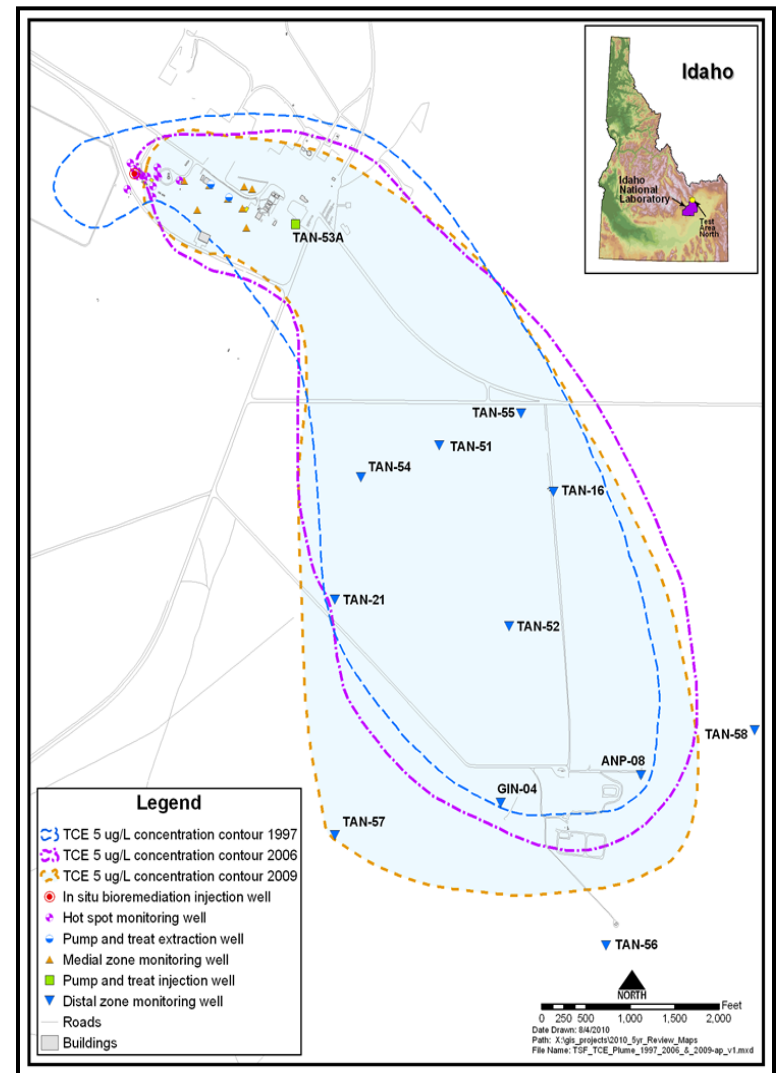 Idaho
Idaho
National
Laboratory
Test
Area
North
TAN-53A
TAN-55
TAN-51
TAN-54
TAN-16
TAN-21
TAN-52
TAN-58
ANP-08
GIN-04
TAN-57
TAN-56
Legend
TCE 5 ug/L concentration contour 1997
TCE 5 ug/L concentration contour 2006
TCE 5 ug/L concentration contour 2009
In situ bioremediation injection well
Hot spot monitoring well
Pump and treat extraction well
Medial zone monitoring well
Pump and treat injection well
Distal zone monitoring well
Roads
Buildings
NORTH
Feet
0 250 500 1,000 1,500 2,000
Date Drawn: 8/4/2010
Path: X:\gis_projects\2010_5yr_Review_Maps
File Name: TSF_TCE_Plume_1997_2006_&_2009-ap_v1.mxd